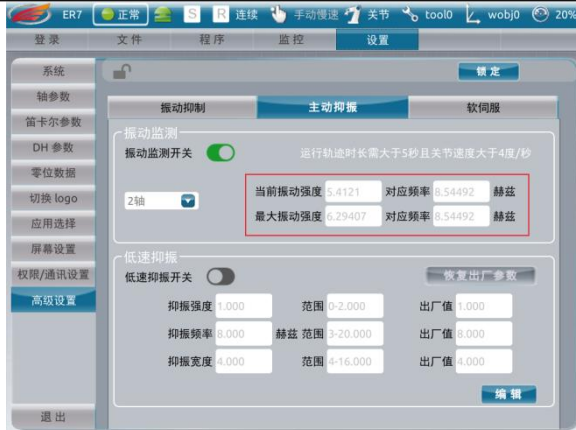 ER7 正常 S R 连续 手动慢速 关节 tool0 wobj0 20%
登录 文件 程序 监控 设置
系统
轴参数
笛卡尔参数
DH 参数
零位数据
切换 logo
应用选择
屏幕设置
权限/通讯设置
高级设置
退出
锁定
振动抑制 主动抑振 软伺服
振动监测
振动监测开关 运行轨迹时长需大于5秒且关节速度大于4度/秒
2轴
当前振动强度 5.4121 对应频率 8.54492 赫兹
最大振动强度 6.29407 对应频率 8.54492 赫兹
低速抑振
低速抑振开关 恢复出厂参数
抑振强度 1.000 范围 0-2.000 出厂值 1.000
抑振频率 8.000 赫兹 范围 3-20.000 出厂值 8.000
抑振宽度 4.000 范围 4-16.000 出厂值 4.000
编辑